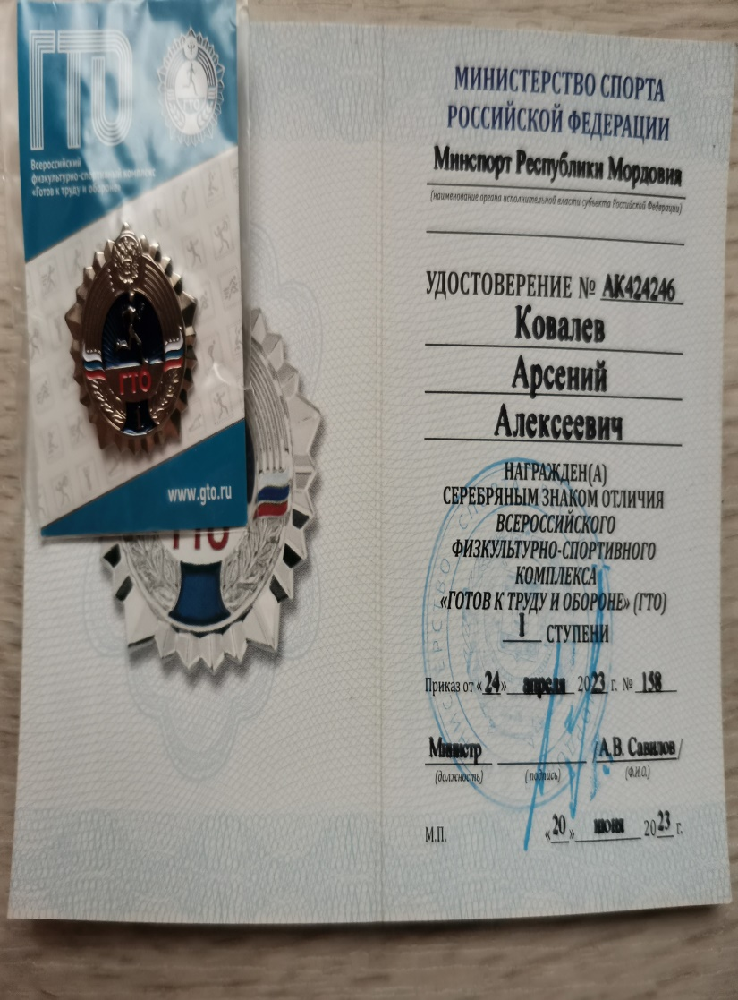 ГТО
ГТО
Всероссийский
физкультурно-спортивный комплекс
«Готов к труду и обороне»
ГТО
I
www.gto.ru
ГТО
МИНИСТЕРСТВО СПОРТА
РОССИЙСКОЙ ФЕДЕРАЦИИ
Минспорт Республики Мордовия
(наименование органа исполнительной власти субъекта Российской Федерации)
УДОСТОВЕРЕНИЕ № АК424246
Ковалев
Арсений
Алексеевич
НАГРАЖДЕН(А)
СЕРЕБРЯНЫМ ЗНАКОМ ОТЛИЧИЯ
ВСЕРОССИЙСКОГО
ФИЗКУЛЬТУРНО-СПОРТИВНОГО
КОМПЛЕКСА
«ГОТОВ К ТРУДУ И ОБОРОНЕ» (ГТО)
I СТУПЕНИ
Приказ от «24» апреля 2023 г. № 158
Министр /А.В. Савилов/
(должность) (подпись) (Ф.И.О.)
М.П. «20» июня 2023 г.